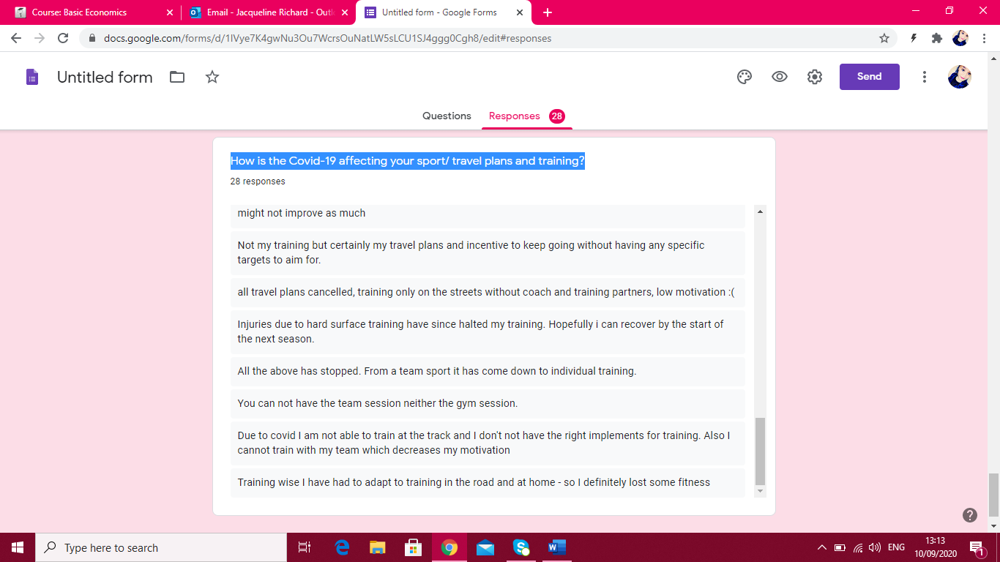 Course: Basic Economics
Email - Jacqueline Richard - Outl
Untitled form - Google Forms
docs.google.com/forms/d/1IVye7K4gwNu3Ou7WcrsOuNatLW5sLCU1SJ4ggg0Cgh8/edit#responses
Untitled form
Send
Questions
Responses 28
How is the Covid-19 affecting your sport/ travel plans and training?
28 responses
might not improve as much
Not my training but certainly my travel plans and incentive to keep going without having any specific
targets to aim for.
all travel plans cancelled, training only on the streets without coach and training partners, low motivation :(
Injuries due to hard surface training have since halted my training. Hopefully i can recover by the start of
the next season.
All the above has stopped. From a team sport it has come down to individual training.
You can not have the team session neither the gym session.
Due to covid I am not able to train at the track and I don't not have the right implements for training. Also I
cannot train with my team which decreases my motivation
Training wise I have had to adapt to training in the road and at home - so I definitely lost some fitness
Type here to search
ENG
13:13
10/09/2020
1